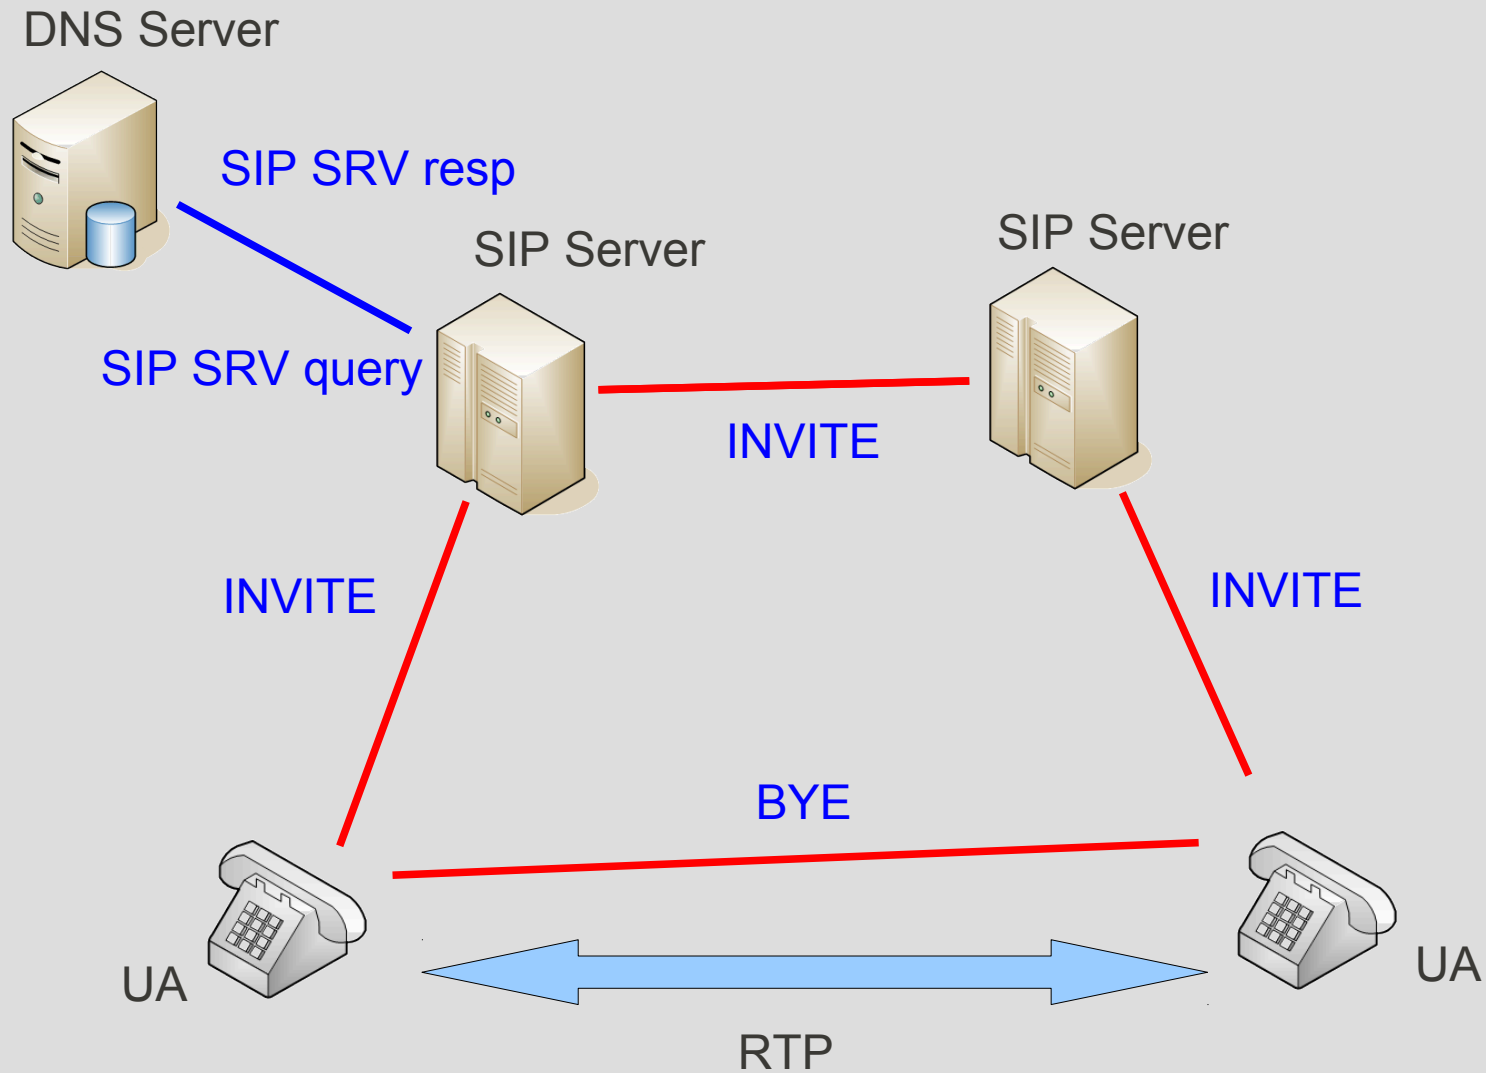 DNS Server
SIP SRV resp
SIP Server
SIP Server
SIP SRV query
INVITE
INVITE
INVITE
BYE
UA
UA
RTP